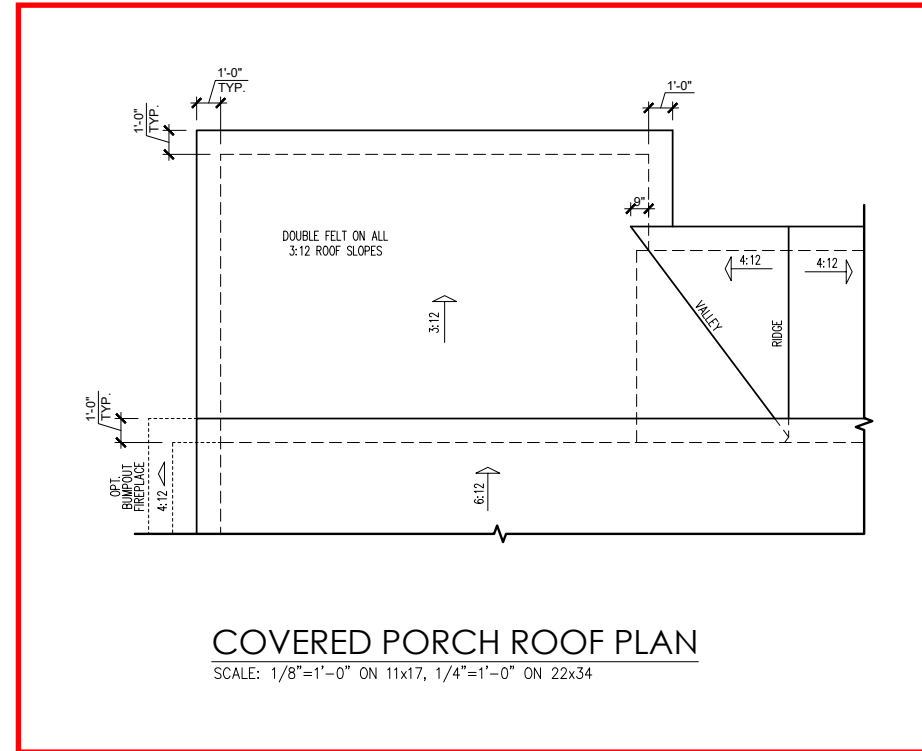 1'-0"
TYP.
1'-0"
1'-0"
TYP.
9"
DOUBLE FELT ON ALL
3:12 ROOF SLOPES
4:12
4:12
3:12
VALLEY
RIDGE
1'-0"
TYP.
OPT.
BUMPOUT
FIREPLACE
4:12
6:12
COVERED PORCH ROOF PLAN
SCALE: 1/8"=1'-0" ON 11x17, 1/4"=1'-0" ON 22x34